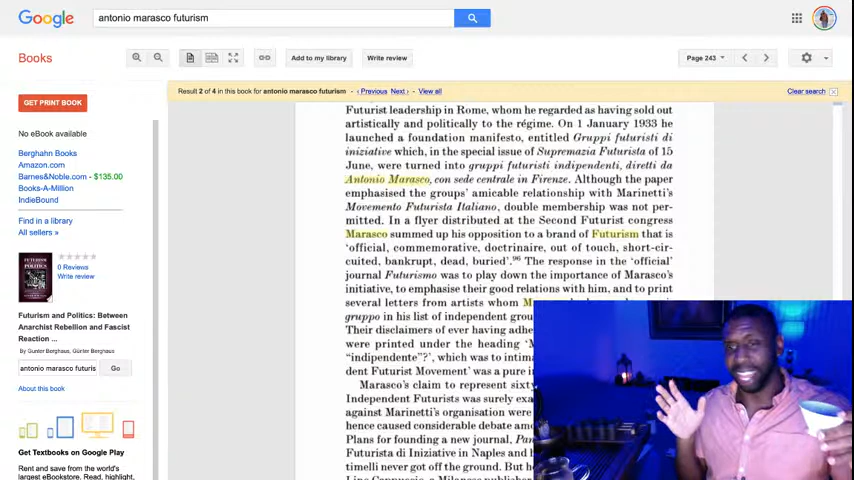 Google
antonio marasco futurism
Books
Add to my library
Write review
Page 243
Result 2 of 4 in this book for antonio marasco futurism - ‹ Previous Next › - View all
Clear search
GET PRINT BOOK
No eBook available
Berghahn Books
Amazon.com
Barnes&Noble.com - $135.00
Books-A-Million
IndieBound
Find in a library
All sellers »
0 Reviews
Write review
Futurism and Politics: Between
Anarchist Rebellion and Fascist
Reaction ...
By Gunter Berghaus, Günter Berghaus
antonio marasco futuris
Go
About this book
Get Textbooks on Google Play
Rent and save from the world's
largest eBookstore. Read, highlight,
Futurist leadership in Rome, whom he regarded as having sold out
artistically and politically to the régime. On 1 January 1933 he
launched a foundation manifesto, entitled Gruppi futuristi di
iniziative which, in the special issue of Supremazia Futurista of 15
June, were turned into gruppi futuristi indipendenti, diretti da
Antonio Marasco, con sede centrale in Firenze. Although the paper
emphasised the groups' amicable relationship with Marinetti's
Movimento Futurista Italiano, double membership was not per-
mitted. In a flyer distributed at the Second Futurist congress
Marasco summed up his opposition to a brand of Futurism that is
'official, commemorative, doctrinaire, out of touch, short-cir-
cuited, bankrupt, dead, buried'.96 The response in the 'official'
journal Futurismo was to play down the importance of Marasco's
initiative, to emphasise their good relations with him, and to print
several letters from artists whom
gruppo in his list of independent
Their disclaimers of ever having
were printed under the heading
"indipendente"?', which was to
dent Futurist Movement' was a pure
Marasco's claim to represent
Independent Futurists was surely
against Marinetti's organisation were
hence caused considerable debate
Plans for founding a new journal,
Futurista di Iniziative in Naples and
timelli never got off the ground. But